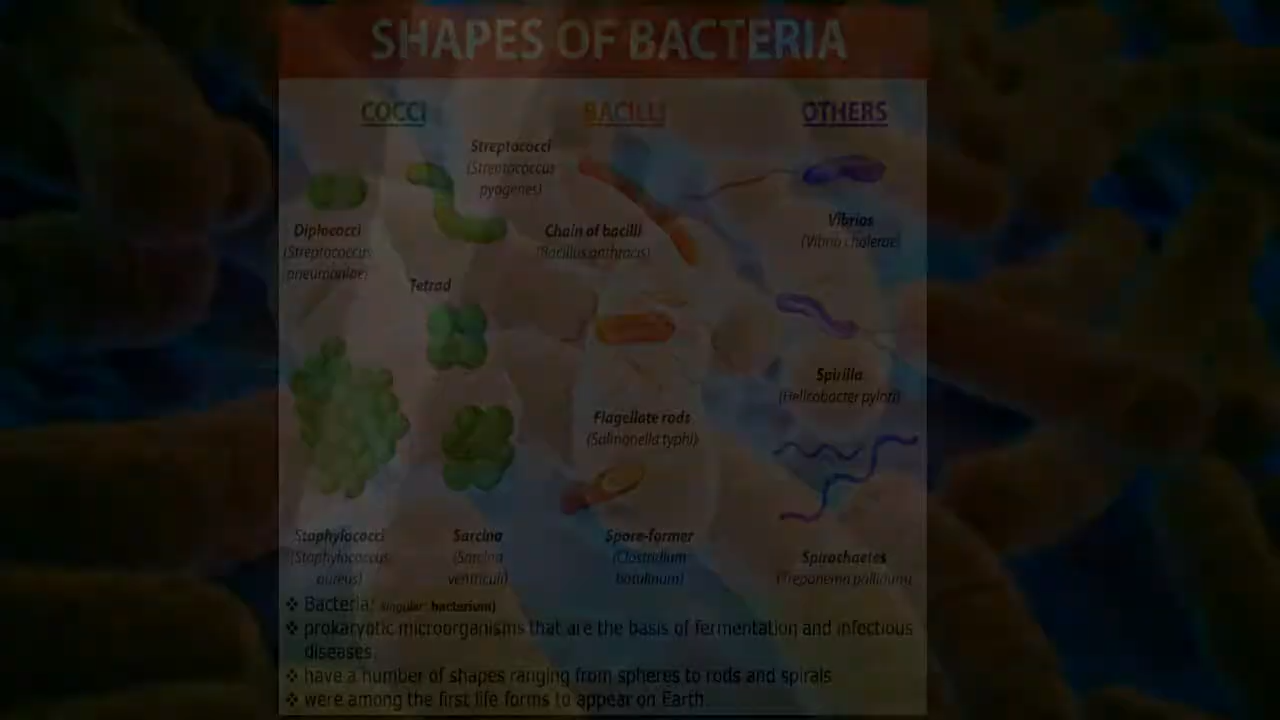 SHAPES OF BACTERIA
COCCI
BACILLI
OTHERS
Streptococci
(Streptococcus
pyogenes)
Diplococci
(Streptococcus
pneumoniae)
Chain of bacilli
(Bacillus anthracis)
Vibrios
(Vibrio cholerae)
Tetrad
Spirilla
(Helicobacter pylori)
Flagellate rods
(Salmonella typhi)
Staphylococci
(Staphylococcus
aureus)
Sarcina
(Sarcina
ventriculi)
Spore-former
(Clostridium
botulinum)
Spirochaetes
(Treponema pallidum)
❖ Bacteria( singular: bacterium)
❖ prokaryotic microorganisms that are the basis of fermentation and infectious
diseases
❖ have a number of shapes ranging from spheres to rods and spirals
❖ were among the first life forms to appear on Earth